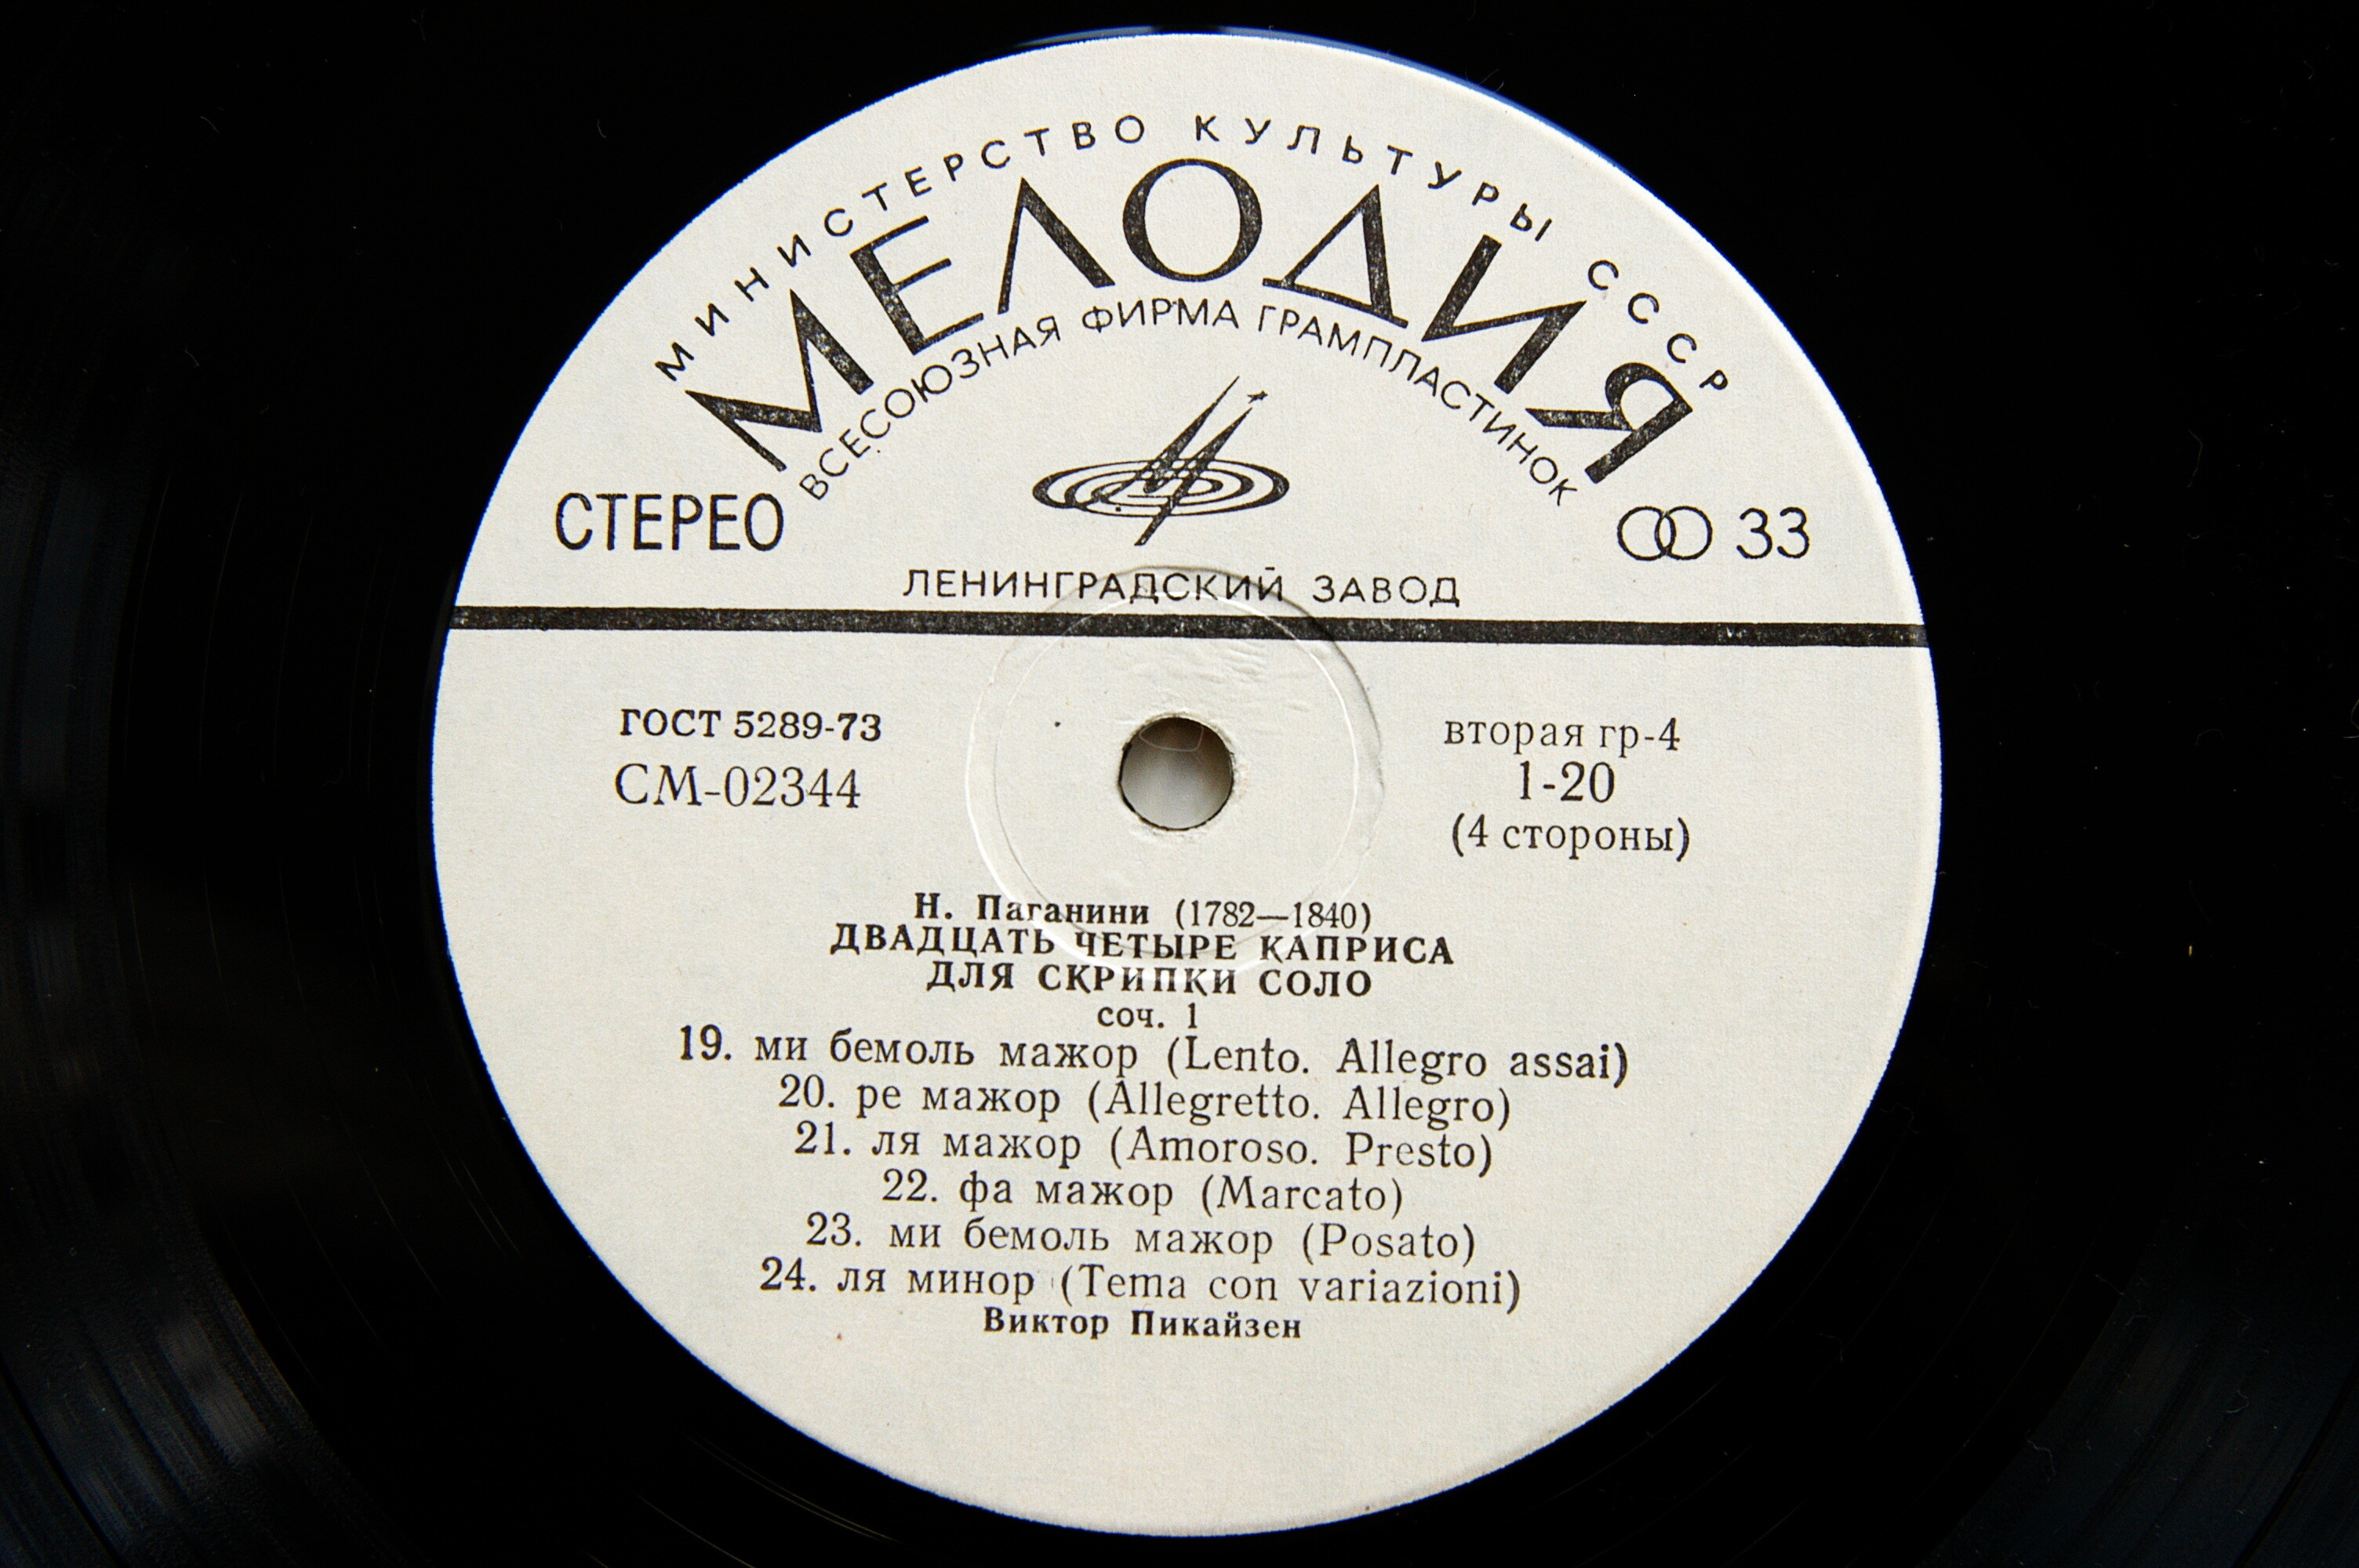 МИНИСТЕРСТВО КУЛЬТУРЫ СССР
МЕЛОДИЯ
ВСЕСОЮЗНАЯ ФИРМА ГРАМПЛАСТИНОК
СТЕРЕО
33
ЛЕНИНГРАДСКИЙ ЗАВОД
ГОСТ 5289-73
СМ-02344
вторая гр-4
1-20
(4 стороны)
Н. Паганини (1782—1840)
ДВАДЦАТЬ ЧЕТЫРЕ КАПРИСА
ДЛЯ СКРИПКИ СОЛО
соч. 1
19. ми бемоль мажор (Lento. Allegro assai)
20. ре мажор (Allegretto. Allegro)
21. ля мажор (Amoroso. Presto)
22. фа мажор (Marcato)
23. ми бемоль мажор (Posato)
24. ля минор (Tema con variazioni)
Виктор Пикайзен